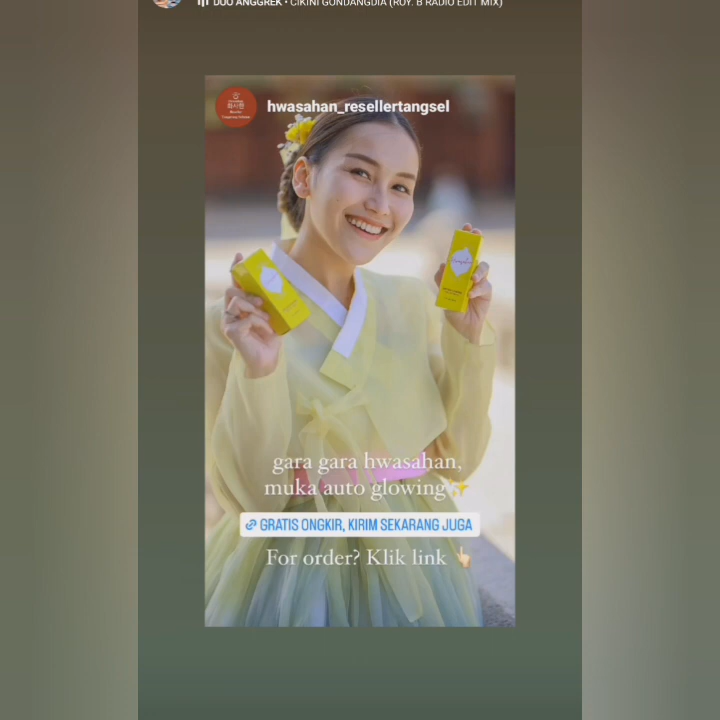 DUO ANGGREK • CIKINI GONDANGDIA (ROY. B RADIO EDIT MIX)
hwasahan_resellertangsel
gara gara hwasahan,
muka auto glowing
GRATIS ONGKIR, KIRIM SEKARANG JUGA
For order? Klik link